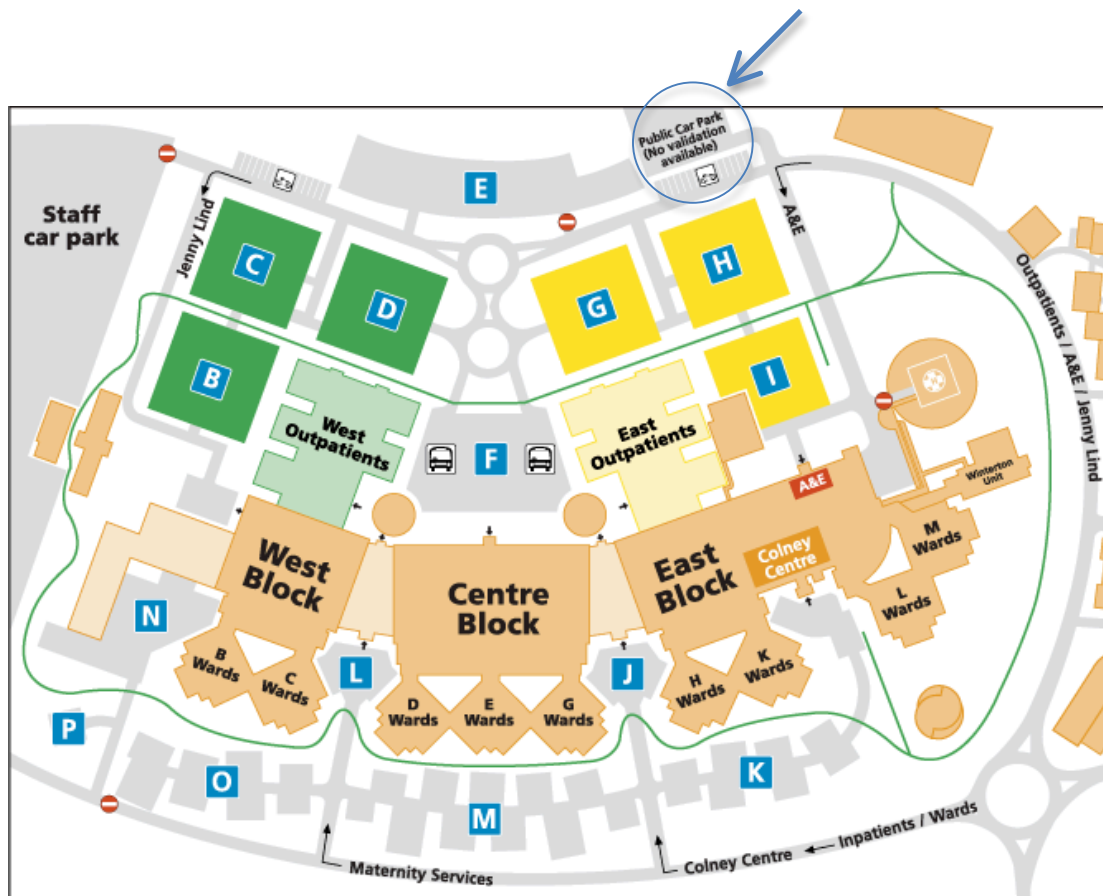 Public Car Park
(No validation
available)
E
Staff
car park
Jenny Lind
A&E
C
H
D
G
Outpatients / A&E / Jenny Lind
B
I
West
Outpatients
East
Outpatients
F
A&E
Winterton
Unit
M
Wards
West
Block
Centre
Block
East
Block
Colney
Centre
L
Wards
N
B
Wards
C
Wards
L
J
H
Wards
K
Wards
D
Wards
E
Wards
G
Wards
P
O
M
K
Maternity Services
Colney Centre
Inpatients / Wards